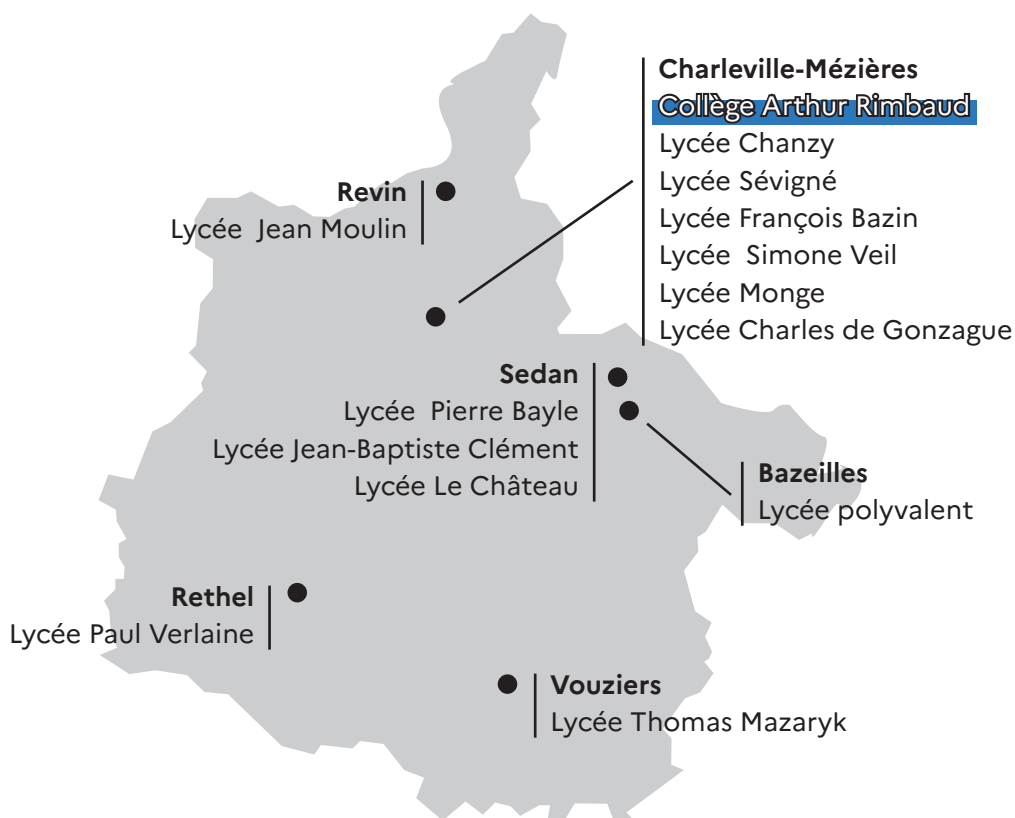 Charleville-Mézières
Collège Arthur Rimbaud
Lycée Chanzy
Lycée Sévigné
Lycée François Bazin
Lycée Simone Veil
Lycée Monge
Lycée Charles de Gonzague
Revin
Lycée Jean Moulin
Sedan
Lycée Pierre Bayle
Lycée Jean-Baptiste Clément
Lycée Le Château
Bazeilles
Lycée polyvalent
Rethel
Lycée Paul Verlaine
Vouziers
Lycée Thomas Mazaryk